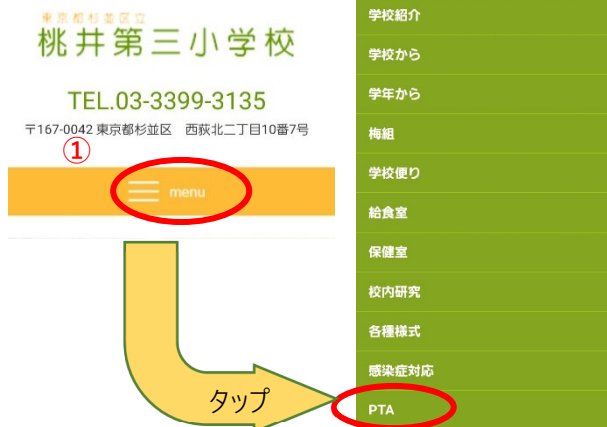 東京都杉並区立
桃井第三小学校
TEL.03-3399-3135
〒167-0042 東京都杉並区　西荻北二丁目10番7号
①
menu
タップ
学校紹介
学校から
学年から
梅組
学校便り
給食室
保健室
校内研究
各種様式
感染症対応
PTA